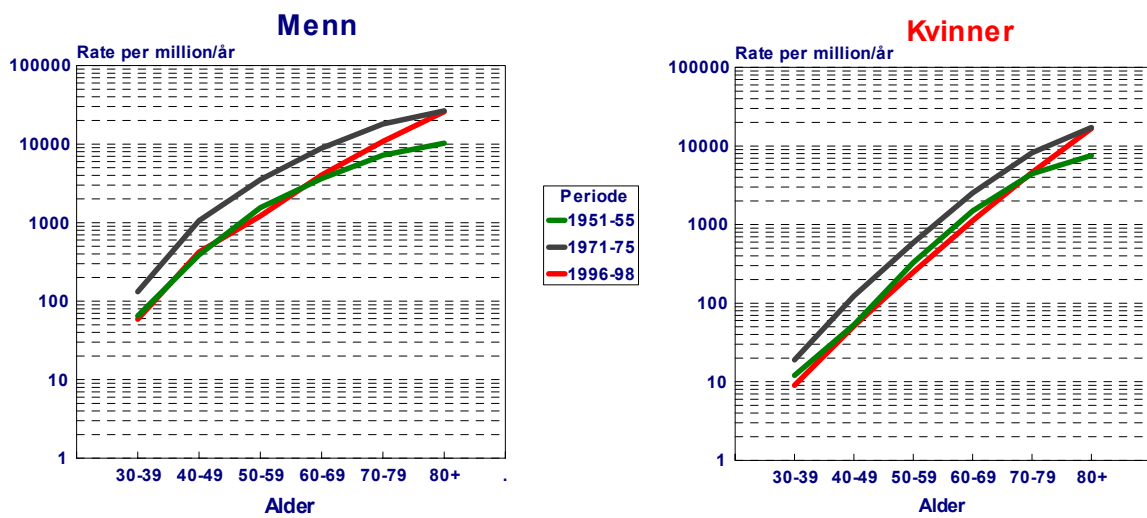 Menn
Rate per million/år
100000
10000
1000
100
10
1
30-39 40-49 50-59 60-69 70-79 80+ .
Alder
Periode
1951-55
1971-75
1996-98
Kvinner
Rate per million/år
100000
10000
1000
100
10
1
30-39 40-49 50-59 60-69 70-79 80+
Alder